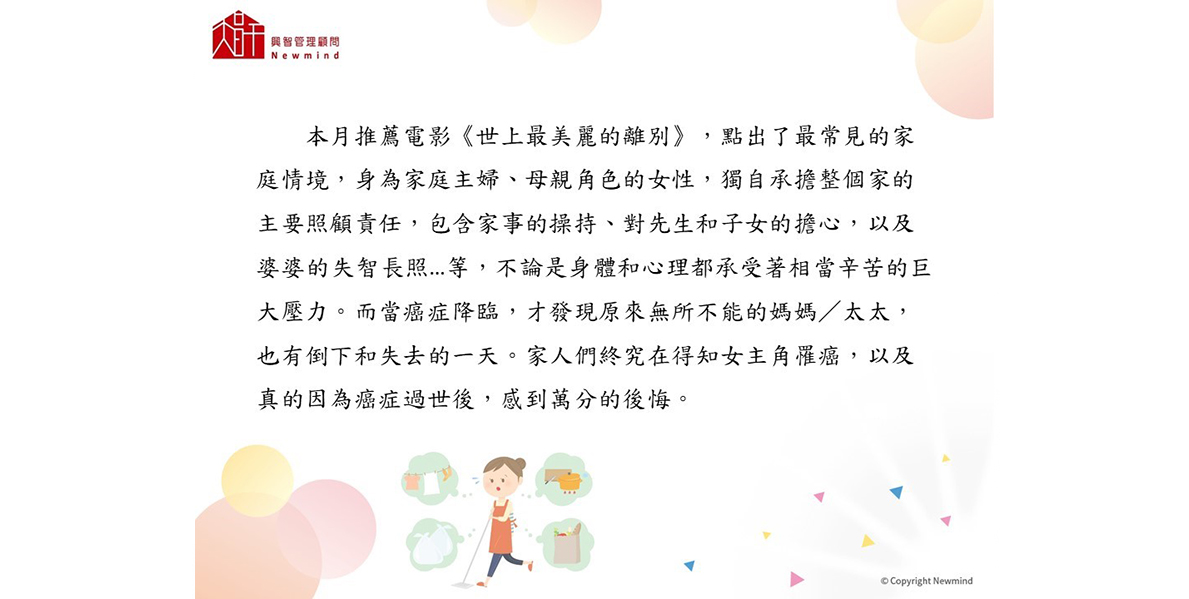 興智管理顧問
Newmind
本月推薦電影《世上最美麗的離別》，點出了最常見的家
庭情境，身為家庭主婦、母親角色的女性，獨自承擔整個家的
主要照顧責任，包含家事的操持、對先生和子女的擔心，以及
婆婆的失智長照...等，不論是身體和心理都承受著相當辛苦的巨
大壓力。而當癌症降臨，才發現原來無所不能的媽媽／太太，
也有倒下和失去的一天。家人們終究在得知女主角罹癌，以及
真的因為癌症過世後，感到萬分的後悔。
© Copyright Newmind